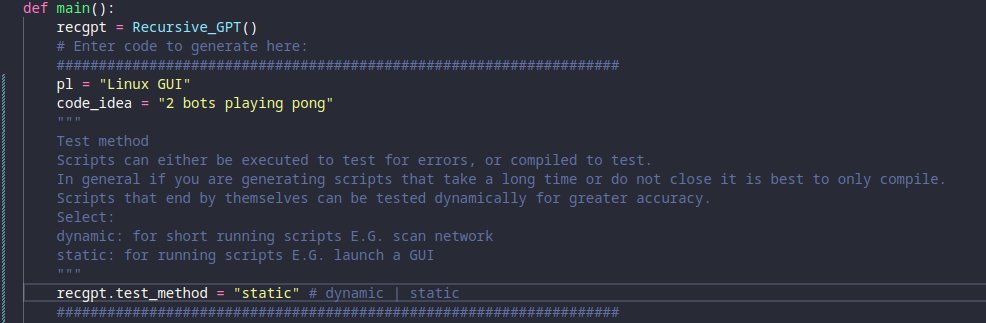 def main():
    recgpt = Recursive_GPT()
    # Enter code to generate here:
    ###################################################################
    pl = "Linux GUI"
    code_idea = "2 bots playing pong"
    """
    Test method
    Scripts can either be executed to test for errors, or compiled to test.
    In general if you are generating scripts that take a long time or do not close it is best to only compile.
    Scripts that end by themselves can be tested dynamically for greater accuracy.
    Select:
    dynamic: for short running scripts E.G. scan network
    static: for running scripts E.G. launch a GUI
    """
    recgpt.test_method = "static" # dynamic | static
    ###################################################################